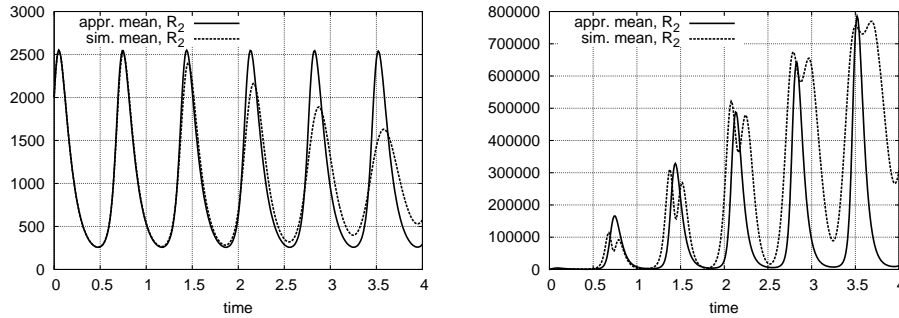 appr. mean, R2
sim. mean, R2
3000
2500
2000
1500
1000
500
0
0 0.5 1 1.5 2 2.5 3 3.5 4
time
appr. mean, R2
sim. mean, R2
800000
700000
600000
500000
400000
300000
200000
100000
0
0 0.5 1 1.5 2 2.5 3 3.5 4
time